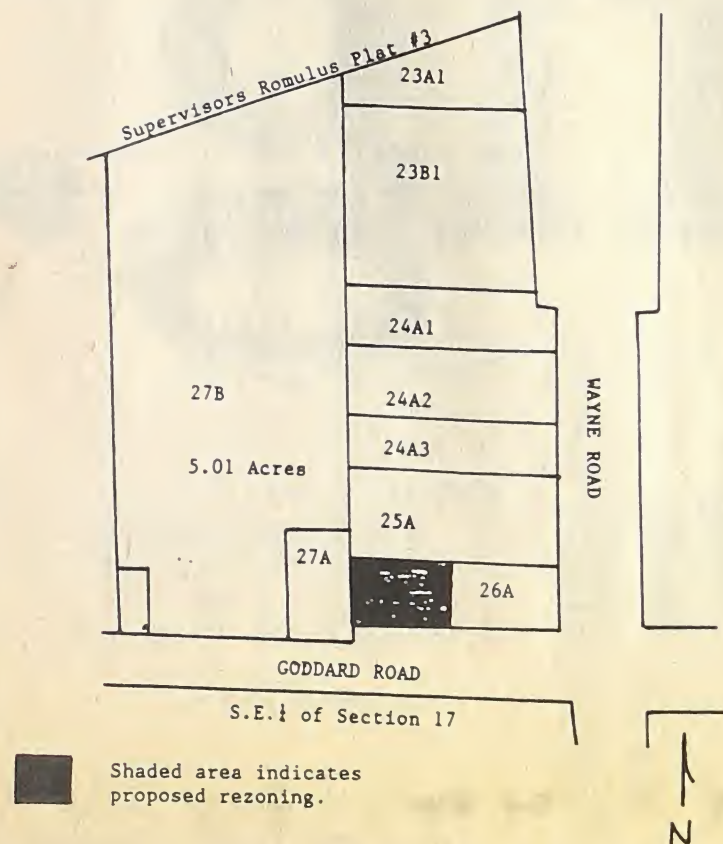 Supervisors Romulus Plat #3
23A1
23B1
24A1
27B
24A2
WAYNE ROAD
24A3
5.01 Acres
25A
27A
26A
GODDARD ROAD
S.E.¼ of Section 17
Shaded area indicates
proposed rezoning.
N